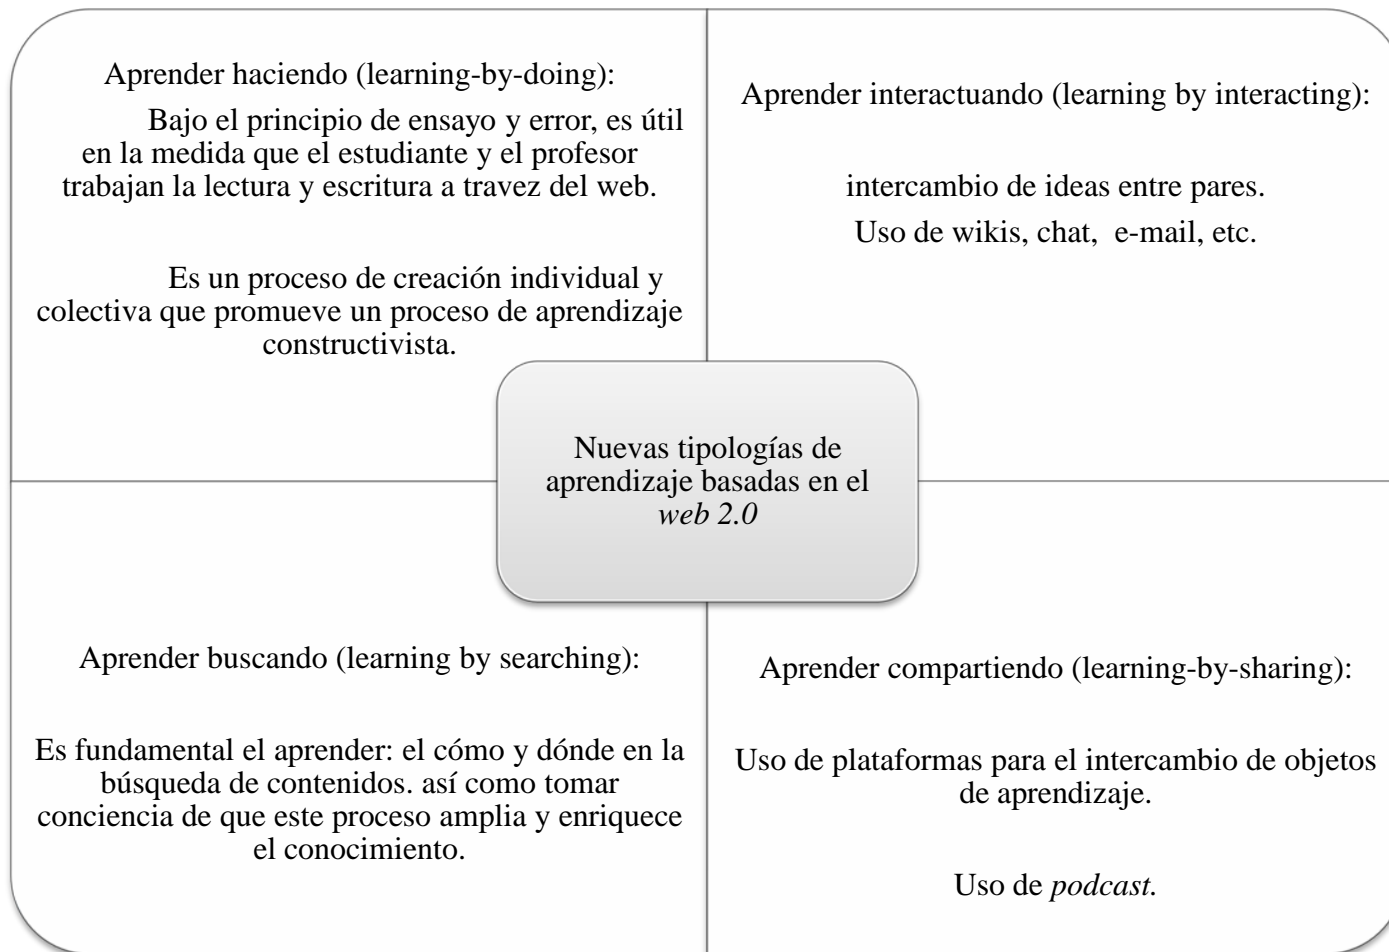 Aprender haciendo (learning-by-doing):
Bajo el principio de ensayo y error, es útil
en la medida que el estudiante y el profesor
trabajan la lectura y escritura a travez del web.
Es un proceso de creación individual y
colectiva que promueve un proceso de aprendizaje
constructivista.
Aprender interactuando (learning by interacting):
intercambio de ideas entre pares.
Uso de wikis, chat, e-mail, etc.
Nuevas tipologías de
aprendizaje basadas en el
web 2.0
Aprender buscando (learning by searching):
Es fundamental el aprender: el cómo y dónde en la
búsqueda de contenidos. así como tomar
conciencia de que este proceso amplia y enriquece
el conocimiento.
Aprender compartiendo (learning-by-sharing):
Uso de plataformas para el intercambio de objetos
de aprendizaje.
Uso de podcast.